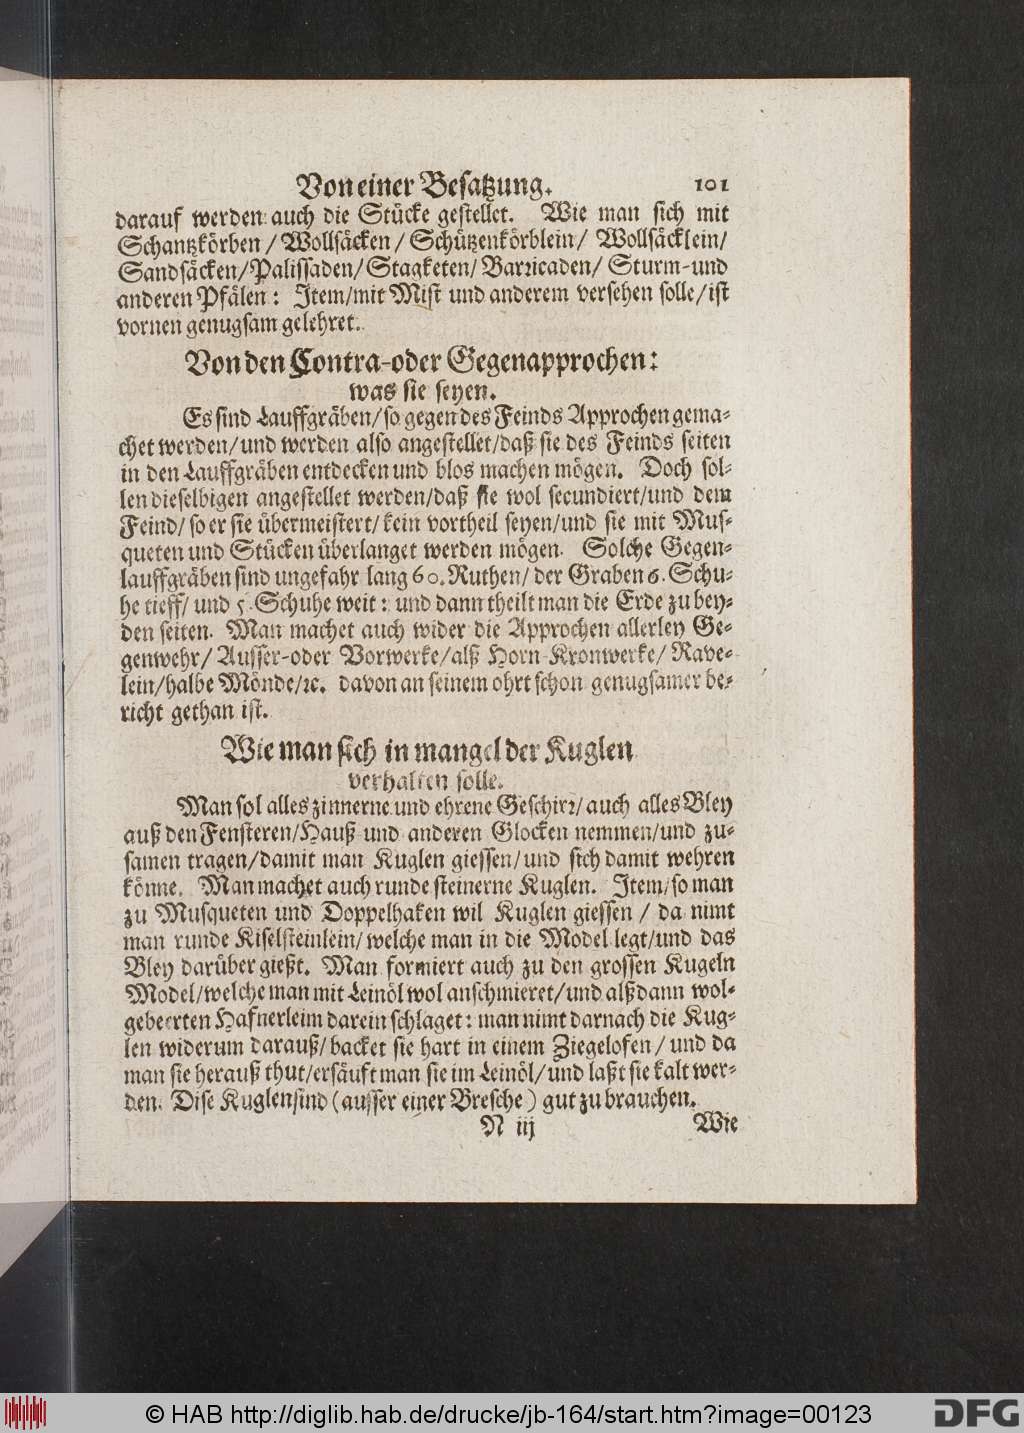 Von einer Besatzung. 101
darauf werden auch die Stücke gestellet. Wie man sich mit
Schantzkörben / Wollsäcken / Schützenkörblein / Wollsäcklein/
Sandsäcken/Palissaden/Stagketen/Barricaden/ Sturm-und
anderen Pfälen: Item/mit Mist und anderem versehen solle/ist
vornen genugsam gelehret.
Von den Contra-oder Gegenapprochen:
was sie seyen.
Es sind Lauffgräben/so gegen des Feinds Approchen gema-
chet werden/und werden also angestellet/daß sie des Feinds seiten
in den Lauffgräben entdecken und blos machen mögen. Doch sol-
len dieselbigen angestellet werden/daß sie wol secundiert/und dem
Feind/so er sie übermeistert/kein vortheil seyen/und sie mit Mus-
queten und Stücken überlanget werden mögen. Solche Gegen-
lauffgräben sind ungefahr lang 60. Ruthen/ der Graben 6. Schu-
he tieff/ und 5. Schuhe weit: und dann theilt man die Erde zu bey-
den seiten. Man machet auch wider die Approchen allerley Ge-
genwehr/ Ausser-oder Vorwerke/alß Horn-Kronwerke/ Rave-
lein/halbe Mönde/ꝛc. davon an seinem ohrt schon genugsamer be-
richt gethan ist.
Wie man sich in mangel der Kuglen
verhalten solle.
Man sol alles zinnerne und ehrene Geschirr/auch alles Bley
auß den Fensteren/Hauß und anderen Glocken nemmen/und zu-
samen tragen/damit man Kuglen giessen/und sich damit wehren
könne. Man machet auch runde steinerne Kuglen. Item/so man
zu Musqueten und Doppelhaken wil Kuglen giessen / da nimt
man runde Kiselsteinlein/welche man in die Model legt/und das
Bley darüber gießt. Man formiert auch zu den grossen Kugeln
Model/welche man mit Leinöl wol anschmieret/und alß dann wol-
gebeerten Hafnerleim darein schlaget: man nimt darnach die Kug-
len widerum darauß/backet sie hart in einem Ziegelofen/ und da
man sie herauß thut/ersäuft man sie im Leinöl/und laßt sie kalt wer-
den. Dise Kuglen sind (ausser einer Bresche) gut zu brauchen.
N iij Wie
© HAB http://diglib.hab.de/drucke/jb-164/start.htm?image=00123
DFG